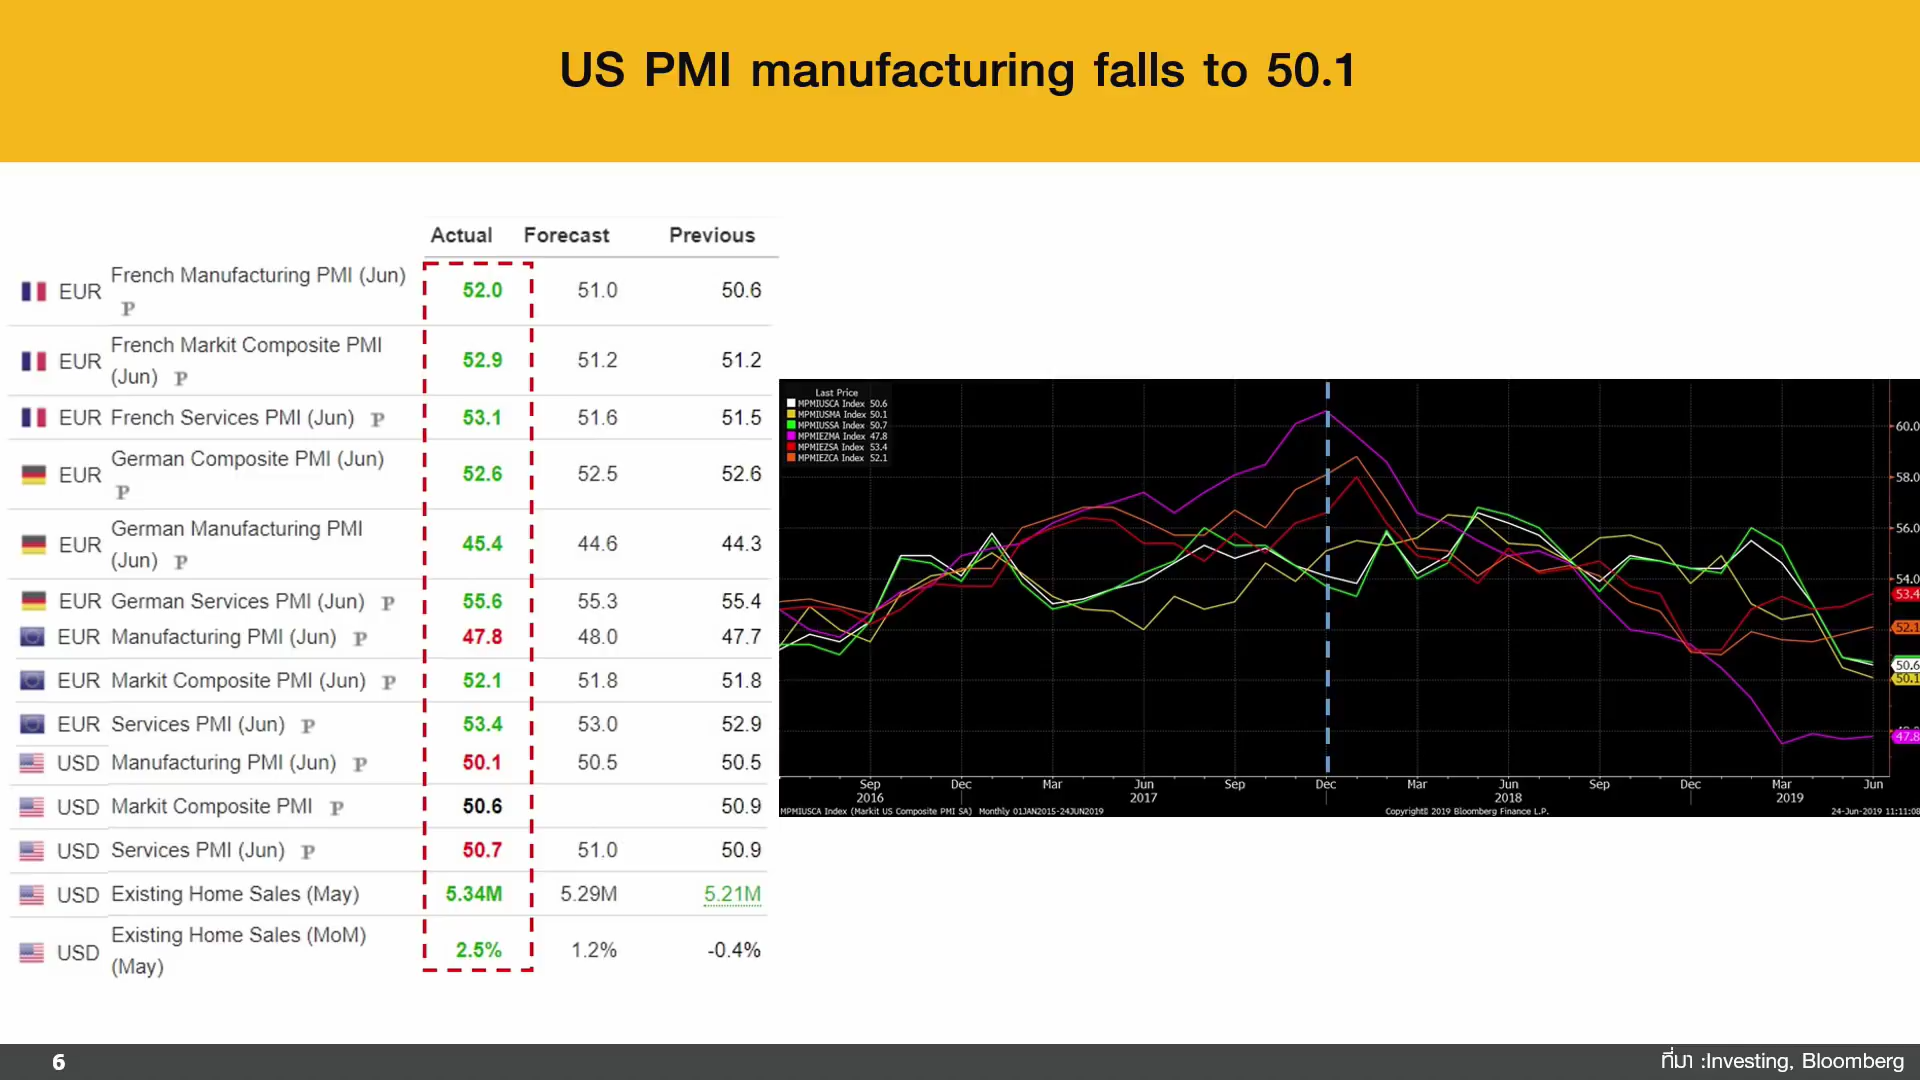 US PMI manufacturing falls to 50.1
Actual Forecast Previous
EUR French Manufacturing PMI (Jun) P 52.0 51.0 50.6
EUR French Markit Composite PMI (Jun) P 52.9 51.2 51.2
EUR French Services PMI (Jun) P 53.1 51.6 51.5
EUR German Composite PMI (Jun) P 52.6 52.5 52.6
EUR German Manufacturing PMI (Jun) P 45.4 44.6 44.3
EUR German Services PMI (Jun) P 55.6 55.3 55.4
EUR Manufacturing PMI (Jun) P 47.8 48.0 47.7
EUR Markit Composite PMI (Jun) P 52.1 51.8 51.8
EUR Services PMI (Jun) P 53.4 53.0 52.9
USD Manufacturing PMI (Jun) P 50.1 50.5 50.5
USD Markit Composite PMI P 50.6 50.9
USD Services PMI (Jun) P 50.7 51.0 50.9
USD Existing Home Sales (May) 5.34M 5.29M 5.21M
USD Existing Home Sales (MoM) (May) 2.5% 1.2% -0.4%
Last Price
MPMIUSCA Index 50.6
MPMIUSMA Index 50.1
MPMIUSSA Index 50.7
MPMIEZMA Index 47.8
MPMIEZSA Index 53.4
MPMIEZCA Index 52.1
60.0
58.0
56.0
54.0
53.4
52.1
50.6
50.1
47.8
Sep Dec Mar Jun Sep Dec Mar Jun Sep Dec Mar Jun
2016 2017 2018 2019
MPMIUSCA Index (Markit US Composite PMI SA) Monthly 01JAN2015-24JUN2019 Copyright© 2019 Bloomberg Finance L.P. 24-Jun-2019 11:11:08
6
ที่มา :Investing, Bloomberg